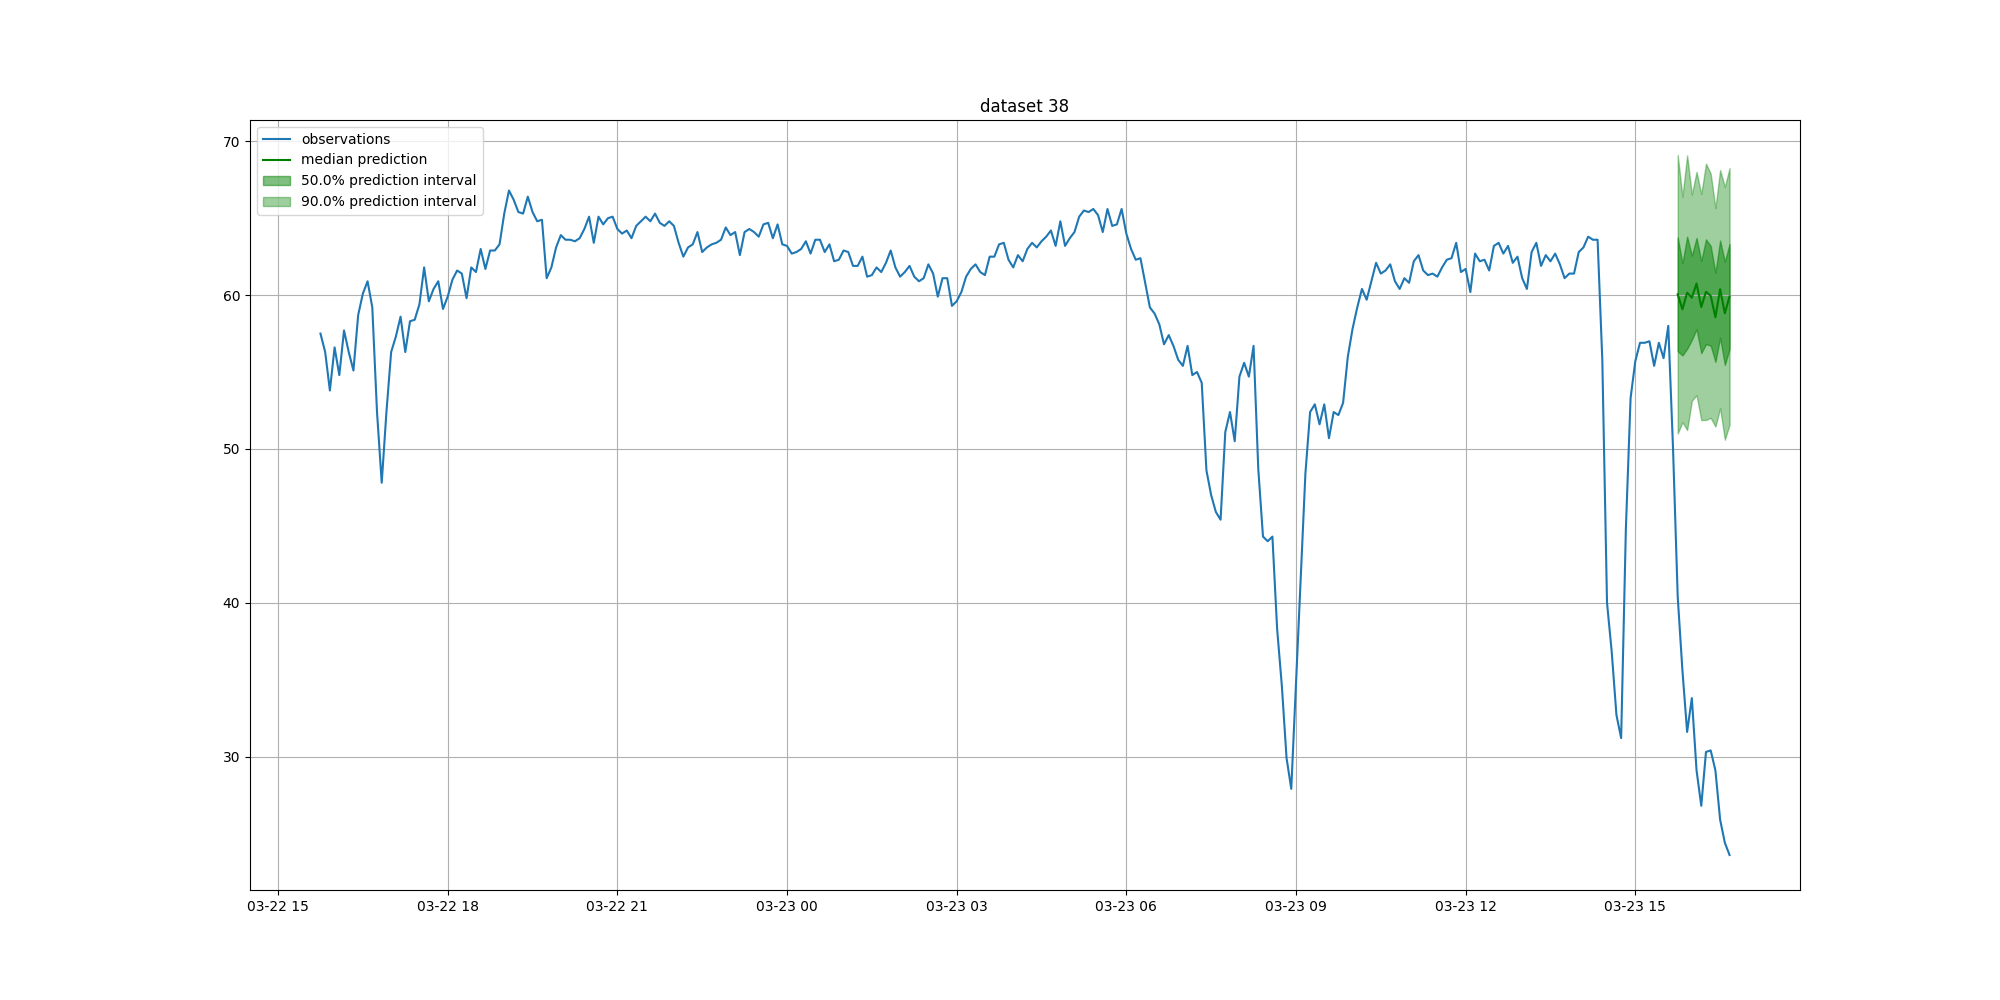 dataset 38
observations
median prediction
50.0% prediction interval
90.0% prediction interval
70
60
50
40
30
03-22 15
03-22 18
03-22 21
03-23 00
03-23 03
03-23 06
03-23 09
03-23 12
03-23 15